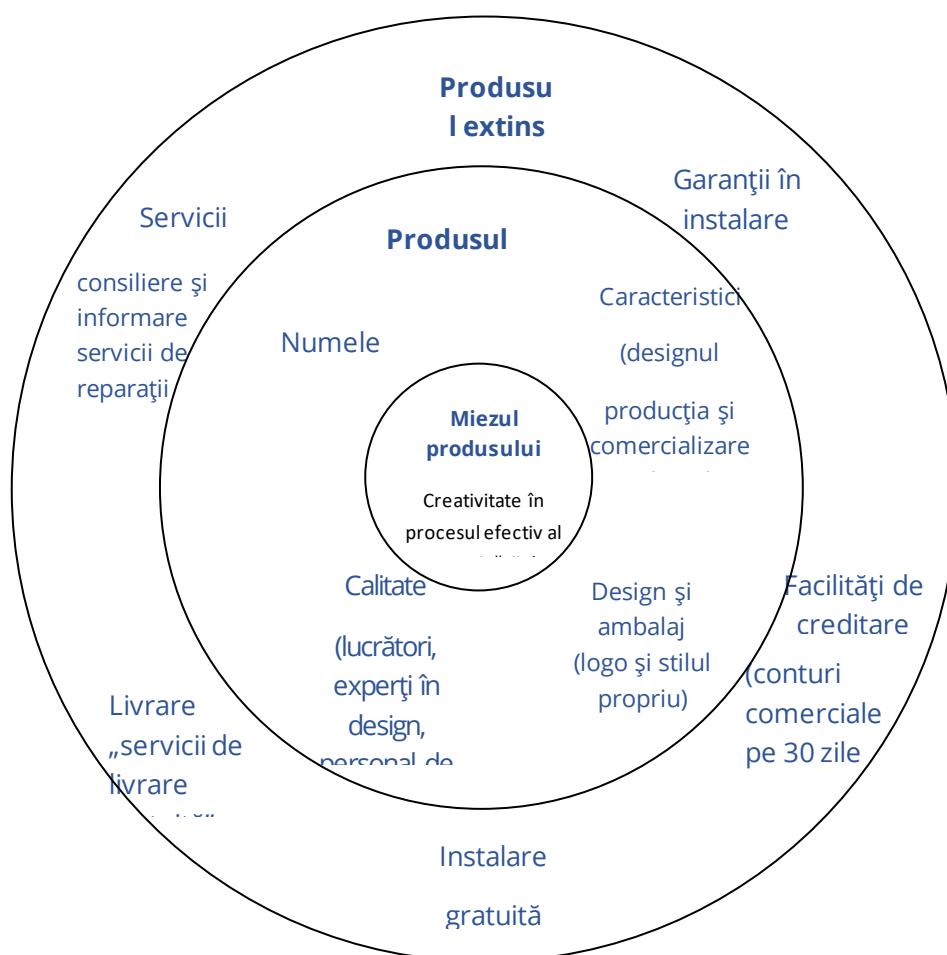 Produsu
l extins
Garanţii în
instalare
Servicii
consiliere şi
informare
servicii de
reparaţii
Produsul
Caracteristici
(designul
producţia şi
comercializare
Numele
Miezul
produsului
Creativitate în
procesul efectiv al
Calitate
(lucrători,
experţi în
design,
personal de
Design şi
ambalaj
(logo şi stilul
propriu)
Facilităţi de
creditare
(conturi
comerciale
pe 30 zile
Livrare
„servicii de
livrare
Instalare
gratuită